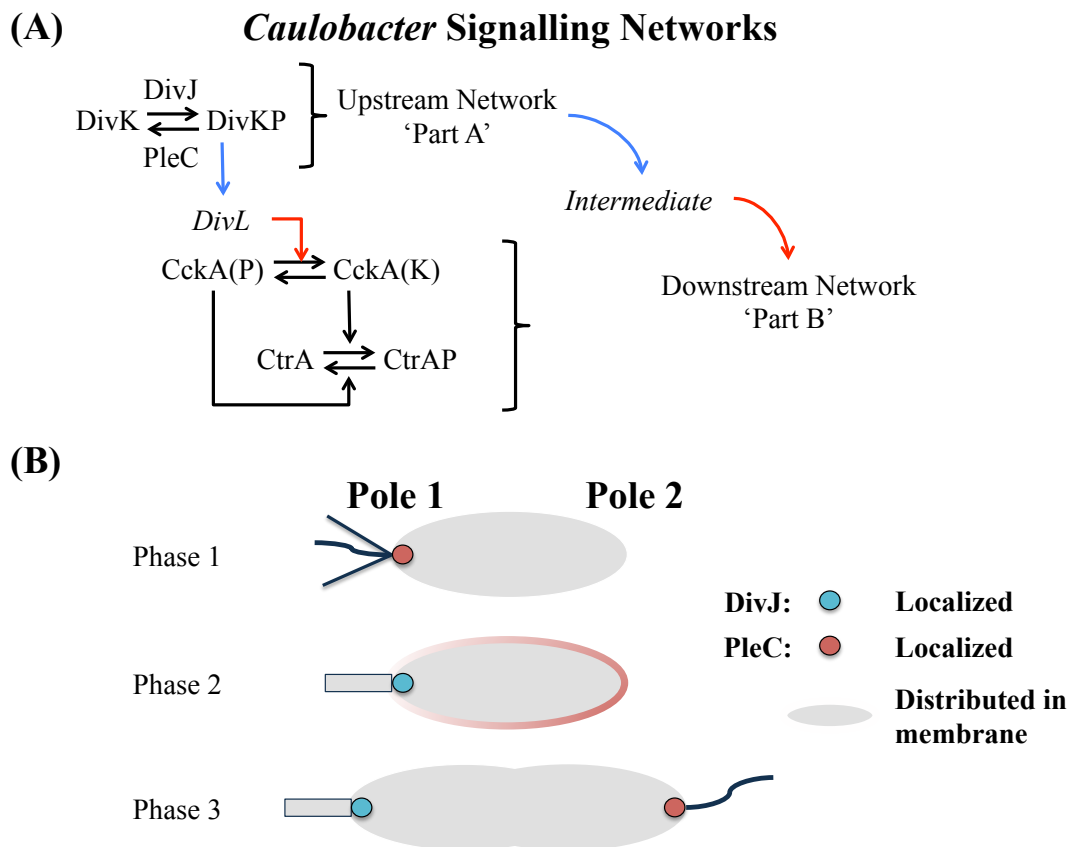 (A)
Caulobacter Signalling Networks
DivJ
DivK
DivKP
PleC
Upstream Network
‘Part A’
DivL
Intermediate
CckA(P)
CckA(K)
Downstream Network
‘Part B’
CtrA
CtrAP
(B)
Pole 1
Pole 2
Phase 1
DivJ:
Localized
PleC:
Localized
Phase 2
Distributed in
membrane
Phase 3